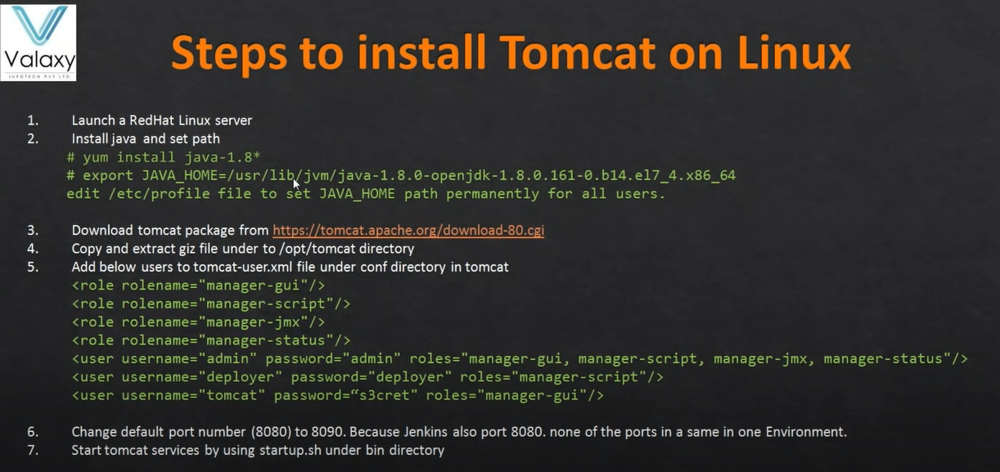 Valaxy
INFOTECH PVT LTD
Steps to install Tomcat on Linux
1. Launch a RedHat Linux server
2. Install java and set path
# yum install java-1.8*
# export JAVA_HOME=/usr/lib/jvm/java-1.8.0-openjdk-1.8.0.161-0.b14.el7_4.x86_64
edit /etc/profile file to set JAVA_HOME path permanently for all users.
3. Download tomcat package from https://tomcat.apache.org/download-80.cgi
4. Copy and extract giz file under to /opt/tomcat directory
5. Add below users to tomcat-user.xml file under conf directory in tomcat
<role rolename="manager-gui"/>
<role rolename="manager-script"/>
<role rolename="manager-jmx"/>
<role rolename="manager-status"/>
<user username="admin" password="admin" roles="manager-gui, manager-script, manager-jmx, manager-status"/>
<user username="deployer" password="deployer" roles="manager-script"/>
<user username="tomcat" password=“s3cret" roles="manager-gui"/>
6. Change default port number (8080) to 8090. Because Jenkins also port 8080. none of the ports in a same in one Environment.
7. Start tomcat services by using startup.sh under bin directory